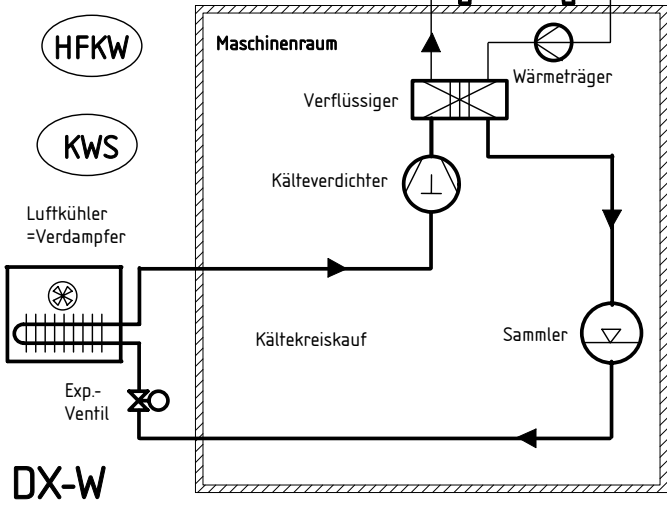 HFKW
Maschinenraum
Wärmeträger
Verflüssiger
KWS
Kälteverdichter
Luftkühler
=Verdampfer
Kältekreiskauf
Sammler
Exp.-
Ventil
DX-W